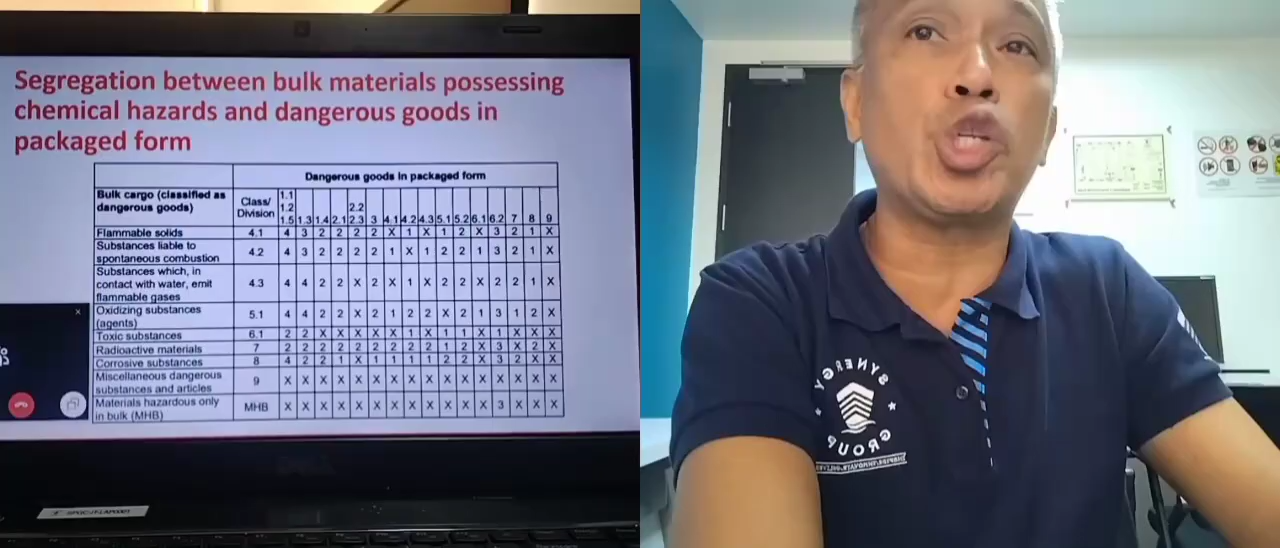 Segregation between bulk materials possessing
chemical hazards and dangerous goods in
packaged form
Dangerous goods in packaged form
Bulk cargo (classified as
dangerous goods)
Class/
Division
1.1
1.2
1.5 1.3 1.4 2.1 2.2
2.3 3 4.1 4.2 4.3 5.1 5.2 6.1 6.2 7 8 9
Flammable solids 4.1 4 3 2 2 2 2 X 1 X 1 2 X 3 2 1 X
Substances liable to
spontaneous combustion 4.2 4 3 2 2 2 2 1 X 1 2 2 1 3 2 1 X
Substances which, in
contact with water, emit
flammable gases 4.3 4 4 2 2 X 2 X 1 X 2 2 X 2 2 1 X
Oxidizing substances
(agents) 5.1 4 4 2 2 X 2 1 2 2 X 2 1 3 1 2 X
Toxic substances 6.1 2 2 X X X X X 1 X 1 1 X 1 X X X
Radioactive materials 7 2 2 2 2 2 2 2 2 2 1 2 X 3 X 2 X
Corrosive substances 8 4 2 2 1 X 1 1 1 1 2 2 X 3 2 X X
Miscellaneous dangerous
substances and articles 9 X X X X X X X X X X X X X X X X
Materials hazardous only
in bulk (MHB) MHB X X X X X X X X X X X X 3 X X X
SYNERGY
GROUP